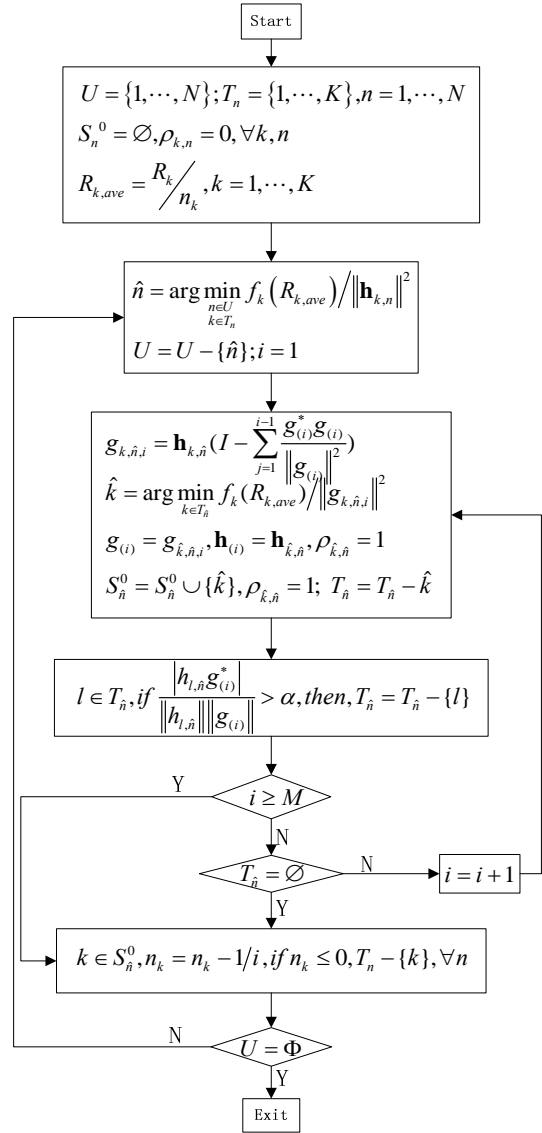 Start
U = {1,⋯,N}; T_n = {1,⋯,K}, n = 1,⋯,N
S_n^0 = ∅, ρ_{k,n} = 0, ∀k,n
R_{k,ave} = R_k / n_k, k = 1,⋯,K
n̂ = arg min_{n∈U, k∈T_n} f_k(R_{k,ave}) / ‖h_{k,n}‖^2
U = U − {n̂}; i = 1
g_{k,n̂,i} = h_{k,n̂}(I − ∑_{j=1}^{i−1} g_{(i)}^* g_{(i)} / ‖g_{(i)}‖^2)
k̂ = arg min_{k∈T_n̂} f_k(R_{k,ave}) / ‖g_{k,n̂,i}‖^2
g_{(i)} = g_{k̂,n̂,i}, h_{(i)} = h_{k̂,n̂}, ρ_{k̂,n̂} = 1
S_n̂^0 = S_n̂^0 ∪ {k̂}, ρ_{k̂,n̂} = 1; T_n̂ = T_n̂ − k̂
l ∈ T_n̂, if |h_{l,n̂} g_{(i)}^*| / ‖h_{l,n̂}‖‖g_{(i)}‖ > α, then, T_n̂ = T_n̂ − {l}
Y
i ≥ M
N
T_n̂ = ∅
N
i = i + 1
Y
k ∈ S_n̂^0, n_k = n_k − 1/i, if n_k ≤ 0, T_n − {k}, ∀n
N
U = Φ
Y
Exit